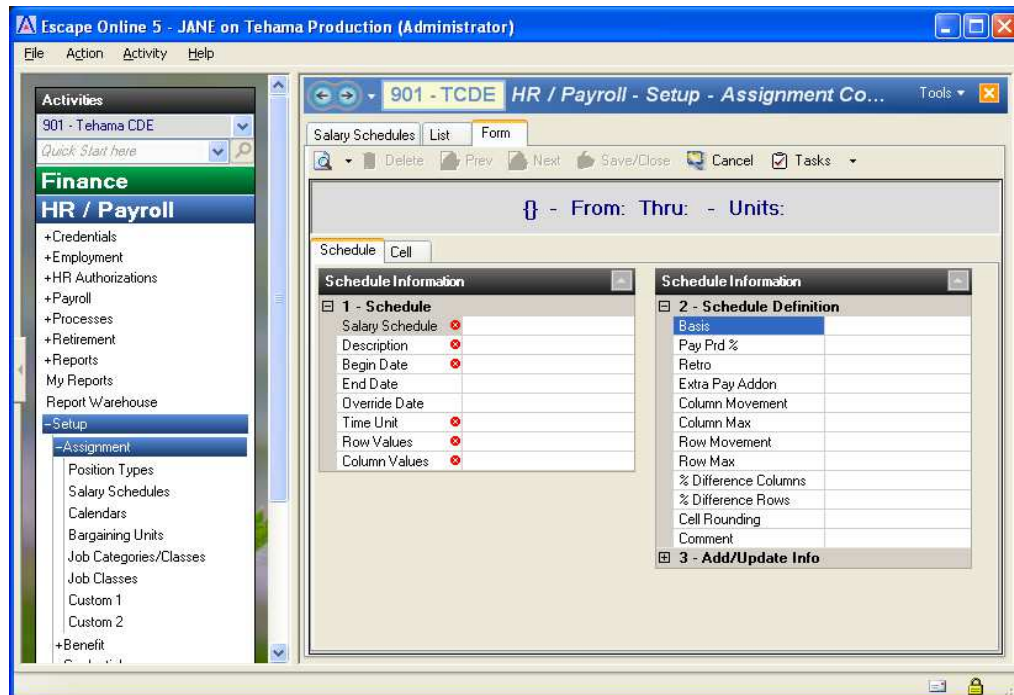 Escape Online 5 - JANE on Tehama Production (Administrator)
File Action Activity Help
Activities
901 - Tehama CDE
Quick Start here
Finance
HR / Payroll
+Credentials
+Employment
+HR Authorizations
+Payroll
+Processes
+Retirement
+Reports
My Reports
Report Warehouse
-Setup
-Assignment
Position Types
Salary Schedules
Calendars
Bargaining Units
Job Categories/Classes
Job Classes
Custom 1
Custom 2
+Benefit
901 - TCDE HR / Payroll - Setup - Assignment Co... Tools
Salary Schedules List Form
Delete Prev Next Save/Close Cancel Tasks
{} - From: Thru: - Units:
Schedule Cell
Schedule Information
1 - Schedule
Salary Schedule
Description
Begin Date
End Date
Override Date
Time Unit
Row Values
Column Values
Schedule Information
2 - Schedule Definition
Basis
Pay Prd %
Retro
Extra Pay Addon
Column Movement
Column Max
Row Movement
Row Max
% Difference Columns
% Difference Rows
Cell Rounding
Comment
3 - Add/Update Info